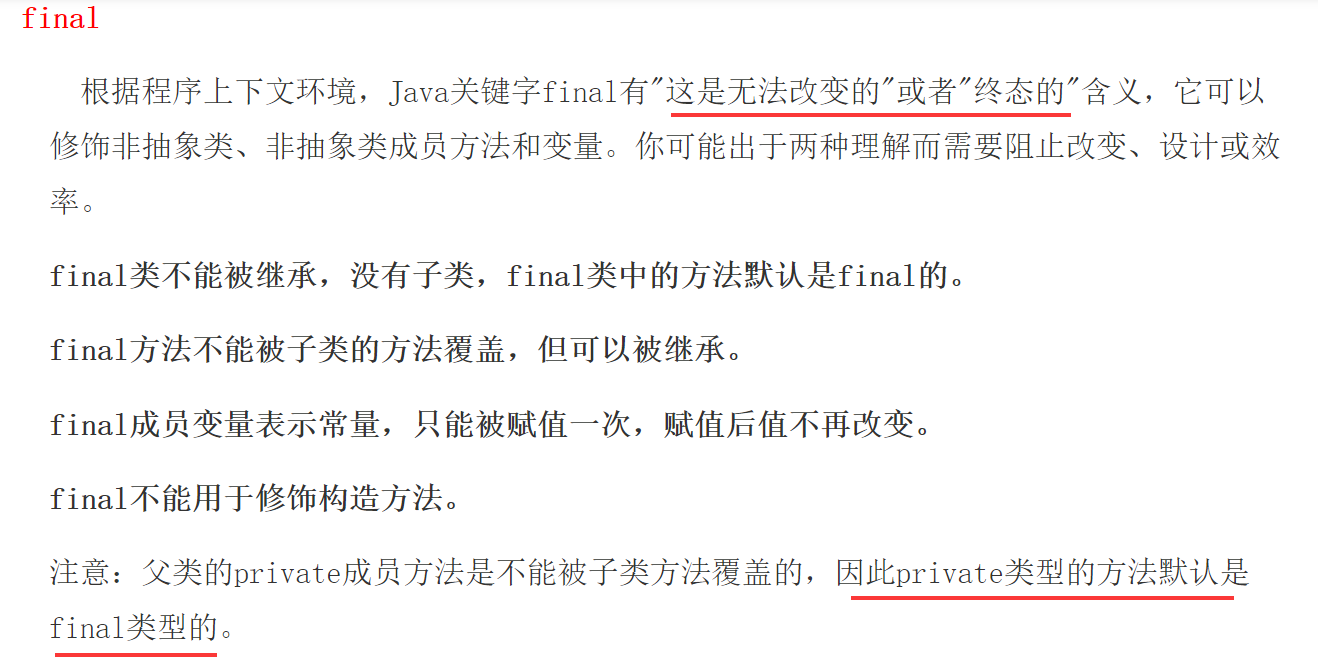 final
根据程序上下文环境，Java关键字final有"这是无法改变的"或者"终态的"含义，它可以
修饰非抽象类、非抽象类成员方法和变量。你可能出于两种理解而需要阻止改变、设计或效
率。
final类不能被继承，没有子类，final类中的方法默认是final的。
final方法不能被子类的方法覆盖，但可以被继承。
final成员变量表示常量，只能被赋值一次，赋值后值不再改变。
final不能用于修饰构造方法。
注意：父类的private成员方法是不能被子类方法覆盖的，因此private类型的方法默认是
final类型的。